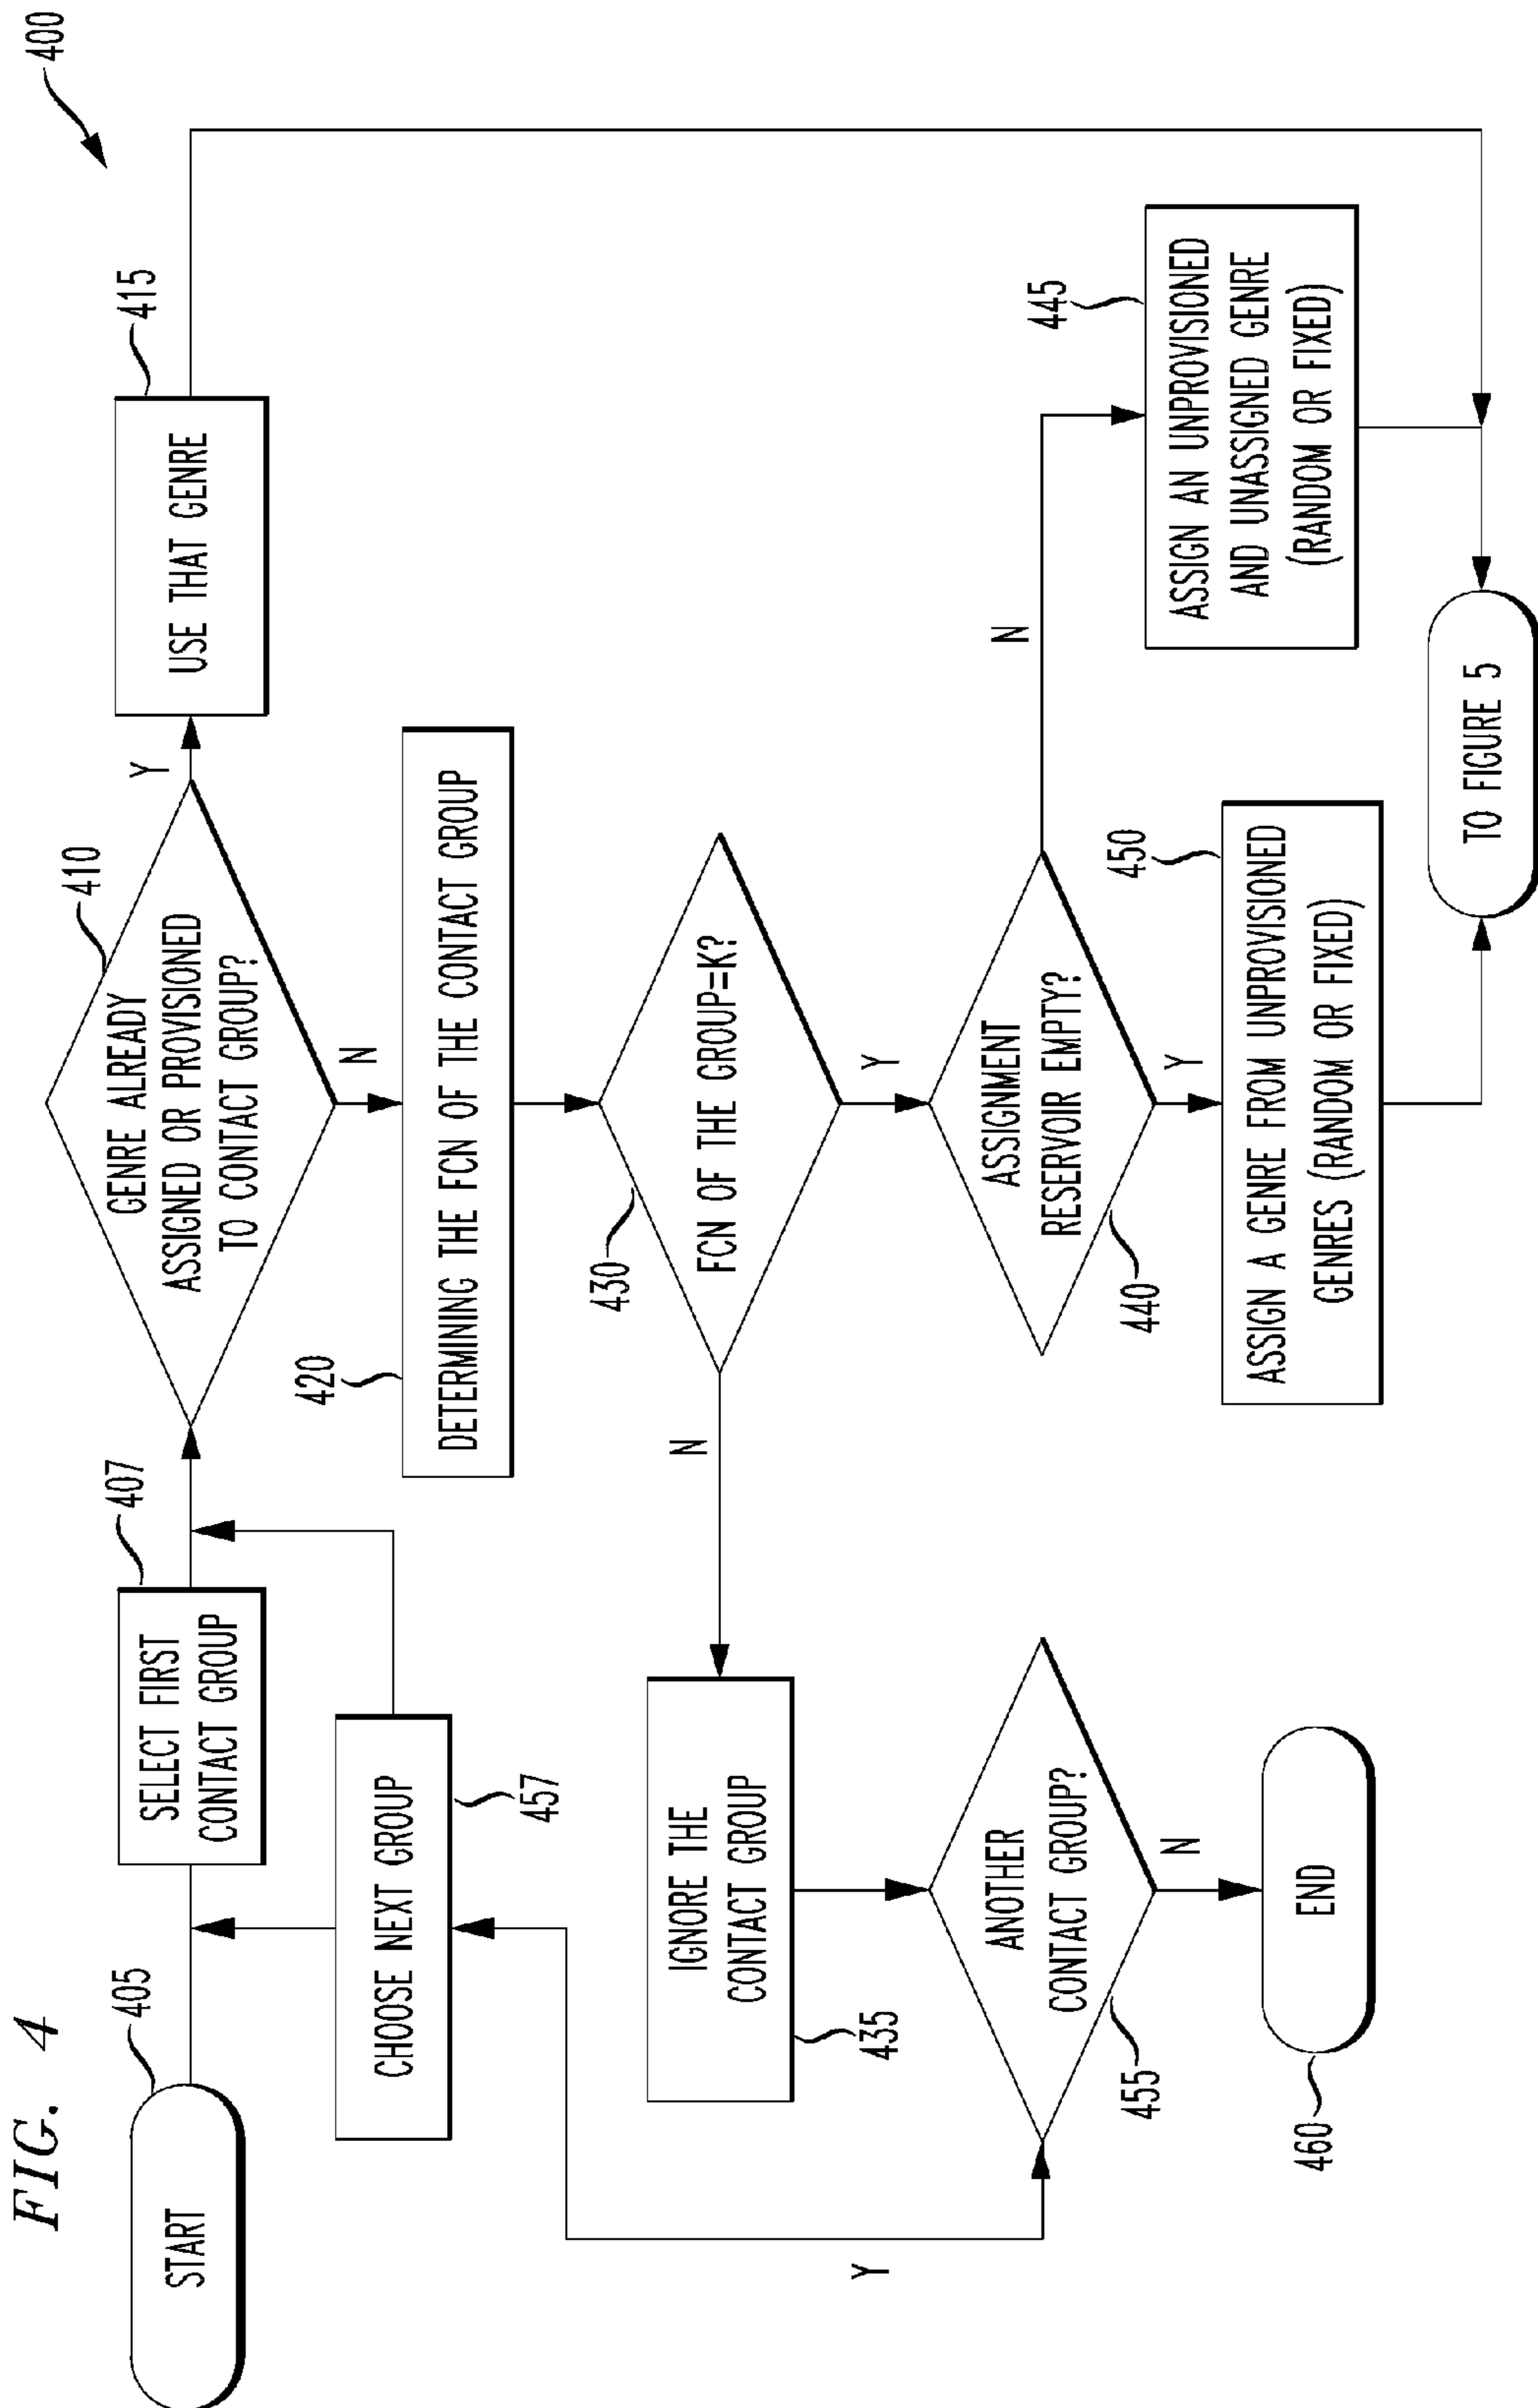 FIG. 4
400
START
405
SELECT FIRST
CONTACT GROUP
407
GENRE ALREADY
ASSIGNED OR PROVISIONED
TO CONTACT GROUP?
410
Y
USE THAT GENRE
415
N
CHOOSE NEXT GROUP
457
DETERMINING THE FCN OF THE CONTACT GROUP
420
FCN OF THE GROUP=K?
430
N
Y
IGNORE THE
CONTACT GROUP
435
ASSIGNMENT
RESERVOIR EMPTY?
440
N
Y
ASSIGN AN UNPROVISIONED
AND UNASSIGNED GENRE
(RANDOM OR FIXED)
445
ANOTHER
CONTACT GROUP?
455
Y
N
ASSIGN A GENRE FROM UNPROVISIONED
GENRES (RANDOM OR FIXED)
450
END
460
TO FIGURE 5